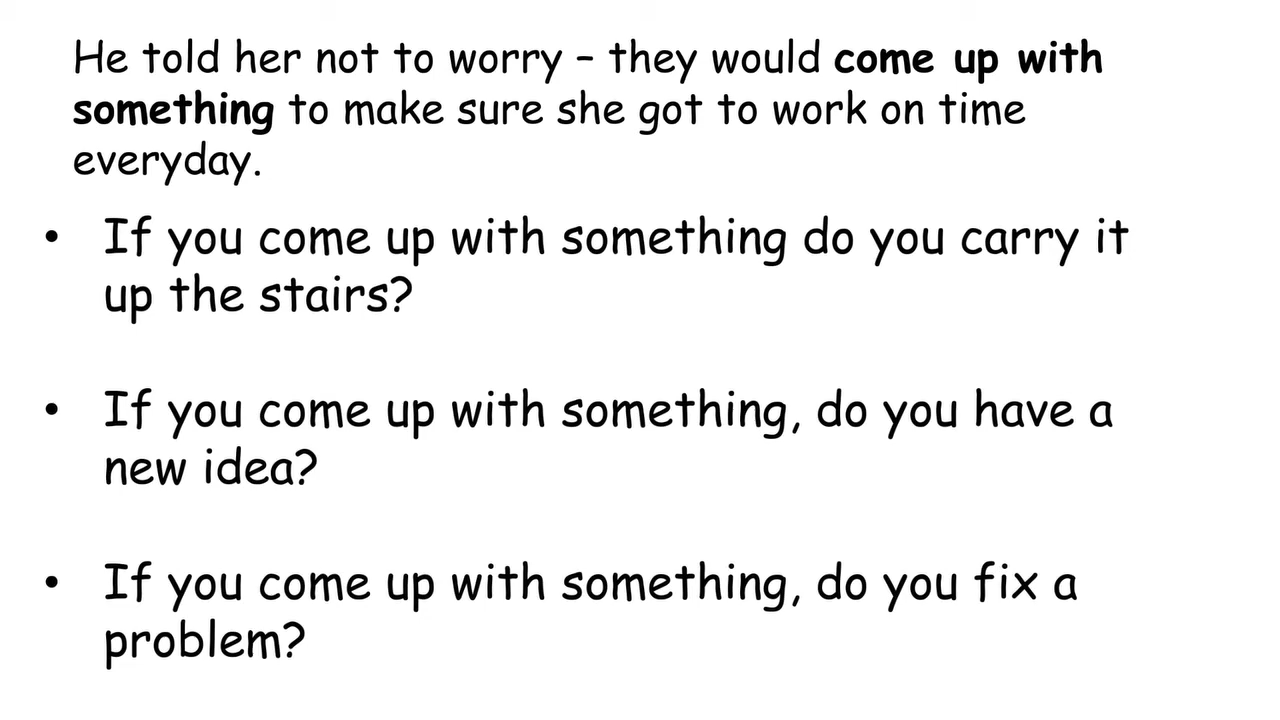 He told her not to worry – they would come up with
something to make sure she got to work on time
everyday.
• If you come up with something do you carry it
up the stairs?
• If you come up with something, do you have a
new idea?
• If you come up with something, do you fix a
problem?